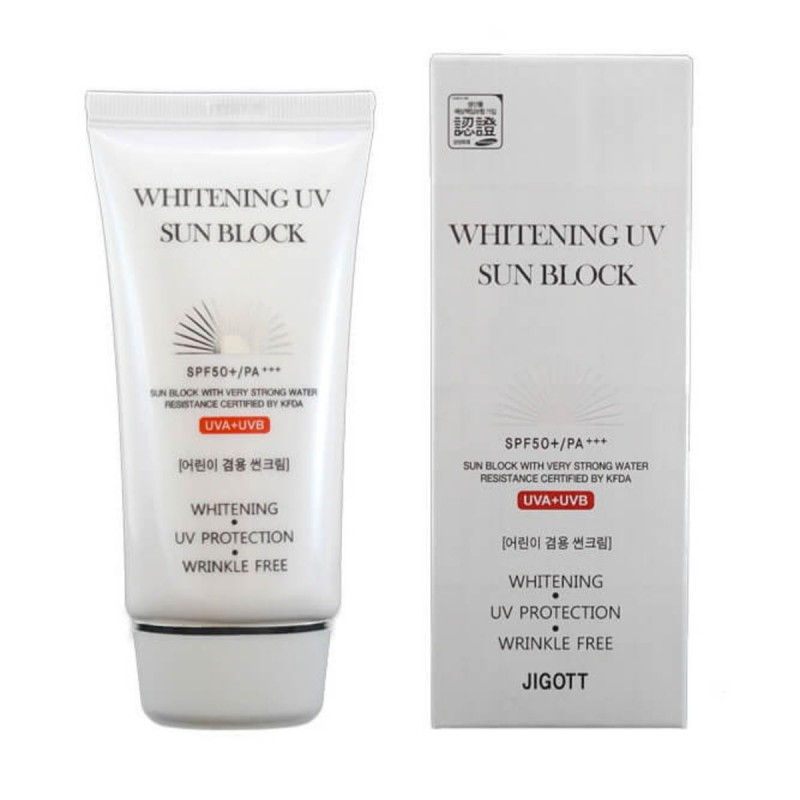 WHITENING UV
SUN BLOCK
SPF50+/PA+++
SUN BLOCK WITH VERY STRONG WATER
RESISTANCE CERTIFIED BY KFDA
UVA+UVB
[어린이 겸용 썬크림]
WHITENING
•
UV PROTECTION
•
WRINKLE FREE
認證
WHITENING UV
SUN BLOCK
SPF50+/PA+++
SUN BLOCK WITH VERY STRONG WATER
RESISTANCE CERTIFIED BY KFDA
UVA+UVB
[어린이 겸용 썬크림]
WHITENING
•
UV PROTECTION
•
WRINKLE FREE
JIGOTT